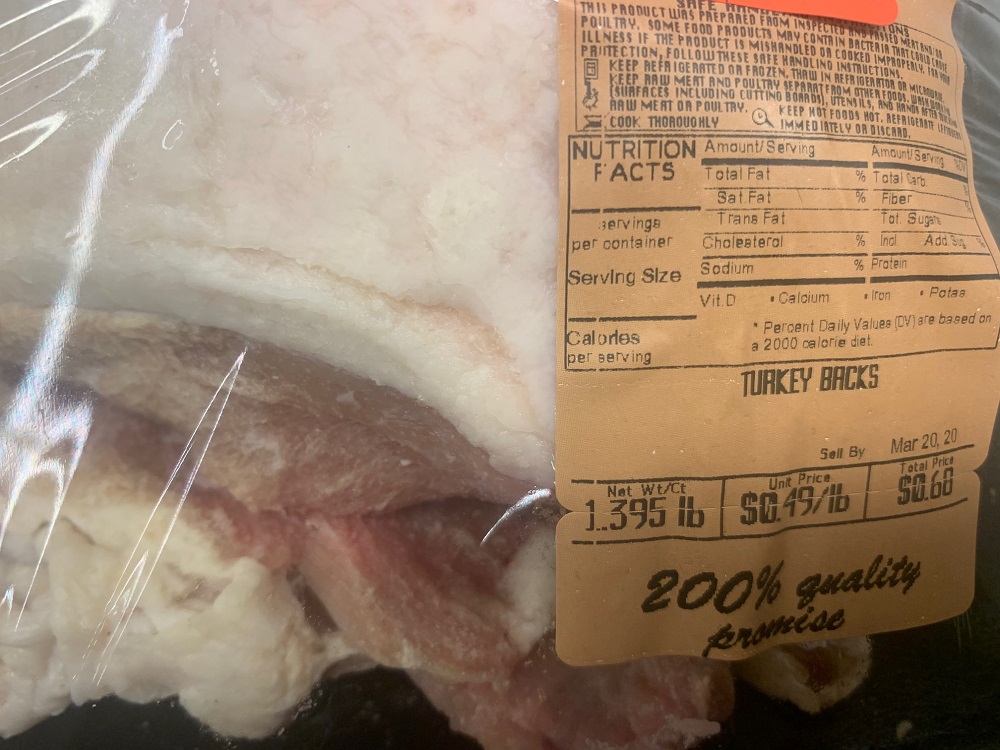 SAFE
THIS PRODUCT WAS PREPARED FROM INSPECTED MEAT AND/OR
POULTRY. SOME FOOD PRODUCTS MAY CONTAIN BACTERIA THAT COULD CAUSE
ILLNESS IF THE PRODUCT IS MISHANDLED OR COOKED IMPROPERLY. FOR YOUR
PROTECTION, FOLLOW THESE SAFE HANDLING INSTRUCTIONS.
KEEP REFRIGERATED OR FROZEN. THAW IN REFRIGERATOR OR MICROWAVE.
KEEP RAW MEAT AND POULTRY SEPARAT FROM OTHER FOODS. WASH WORKING
(SURFACES INCLUDING CUTTING BOARDS), UTENSILS, AND HANDS AFTER
RAW MEAT OR POULTRY. KEEP HOT FOODS HOT. REFRIGERATE
COOK THOROUGHLY IMMEDIATELY OR DISCARD.
NUTRITION FACTS
Amount/Serving Amount/Serving
Total Fat % Total Carb.
Sat Fat % Fiber %
Trans Fat Tot. Sugars
servings per container
Cholesterol % Incl Add Sug %
Serving Size
Sodium % Protein
Vit. D • Calcium • Iron • Potas
Calories per serving
* Percent Daily Values (DV) are based on
a 2000 calorie diet.
TURKEY BACKS
Sell By Mar 20, 20
Net Wt/Ct Unit Price Total Price
1.395 lb $0.49/lb $0.68
200% quality
promise